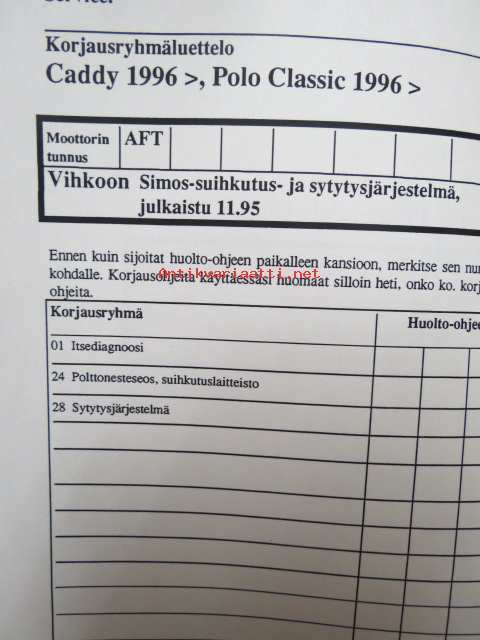 Korjausryhmäluettelo
Caddy 1996 >, Polo Classic 1996 >
Moottorin tunnus AFT
Vihkoon Simos-suihkutus- ja sytytysjärjestelmä,
julkaistu 11.95
Ennen kuin sijoitat huolto-ohjeen paikalleen kansioon, merkitse sen nu
kohdalle. Korjausohjeita käyttäessäsi huomaat silloin heti, onko ko. korj
ohjeita.
Antikvariaatti.net
Korjausryhmä
Huolto-ohjee
01 Itsediagnoosi
24 Polttonesteseos, suihkutuslaitteisto
28 Sytytysjärjestelmä